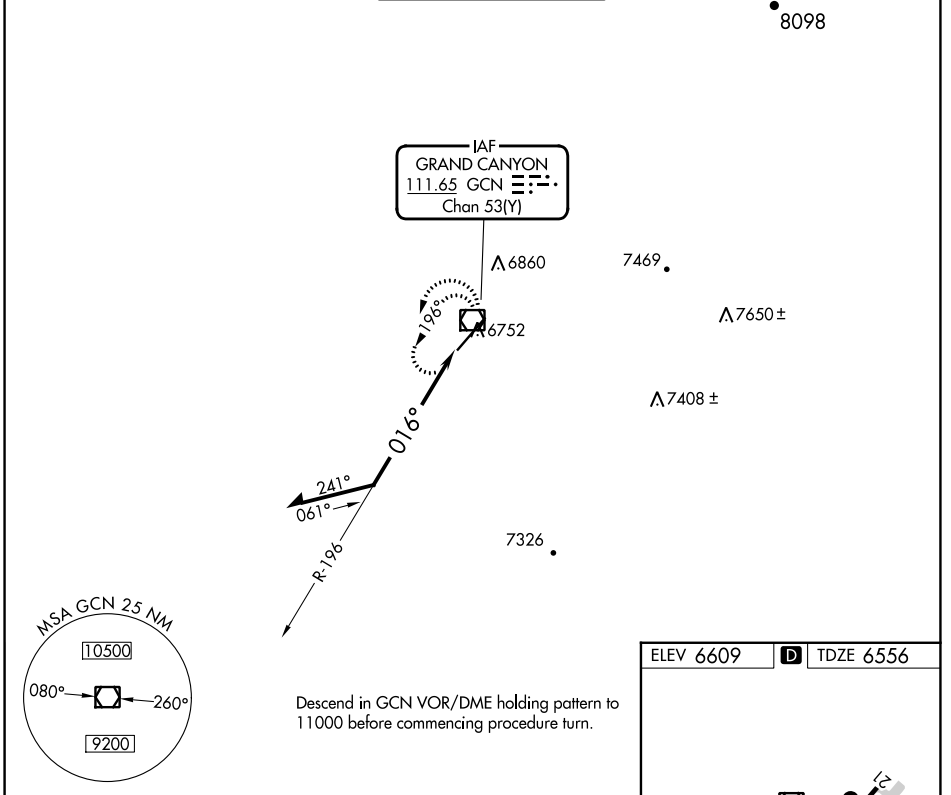 8098
IAF
GRAND CANYON
111.65 GCN
Chan 53(Y)
6860
7469
196°
6752
7650 ±
7408 ±
016°
241°
061°
R-196
7326
MSA GCN 25 NM
10500
080°
260°
9200
Descend in GCN VOR/DME holding pattern to
11000 before commencing procedure turn.
ELEV 6609 D TDZE 6556
21